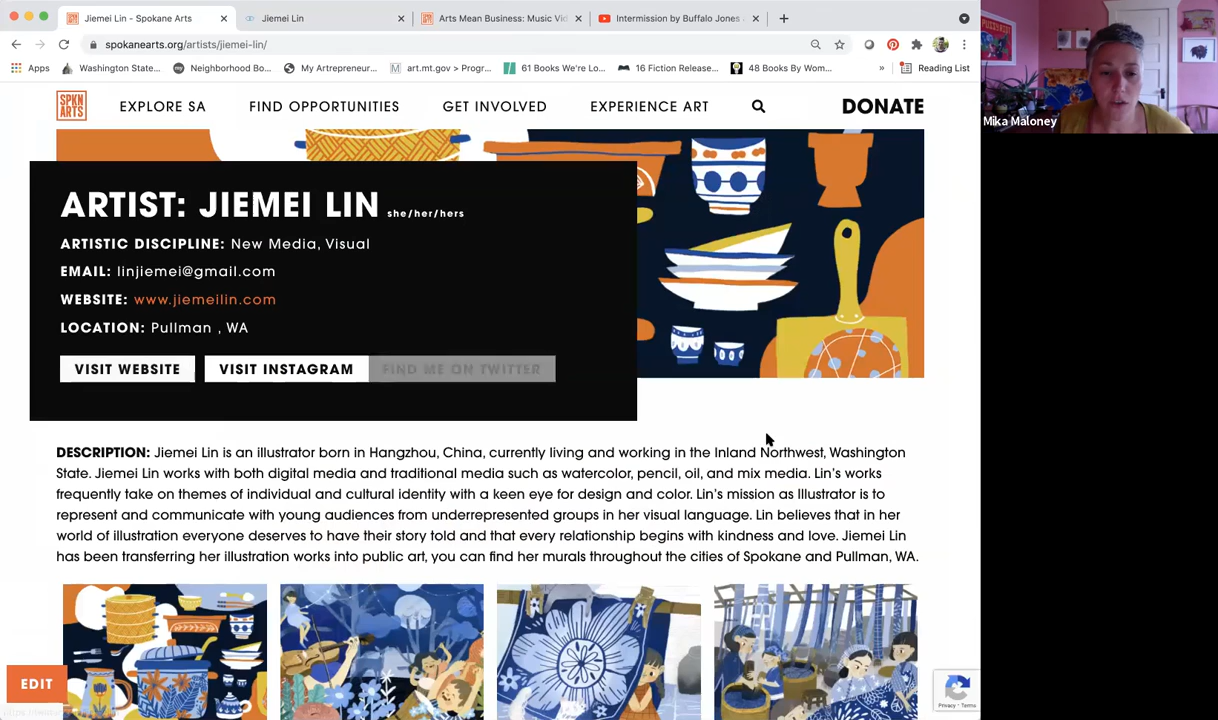 Jiemei Lin - Spokane Arts
Jiemei Lin
Arts Mean Business: Music Vid
Intermission by Buffalo Jones
spokanearts.org/artists/jiemei-lin/
Apps
Washington State...
Neighborhood Bo...
My Artrepreneur...
art.mt.gov > Progr...
61 Books We're Lo...
16 Fiction Release...
48 Books By Wom...
»
Reading List
SPKN
ARTS
EXPLORE SA
FIND OPPORTUNITIES
GET INVOLVED
EXPERIENCE ART
DONATE
Mika Maloney
ARTIST: JIEMEI LIN she/her/hers
ARTISTIC DISCIPLINE: New Media, Visual
EMAIL: linjiemei@gmail.com
WEBSITE: www.jiemeilin.com
LOCATION: Pullman , WA
VISIT WEBSITE
VISIT INSTAGRAM
FIND ME ON TWITTER
DESCRIPTION: Jiemei Lin is an illustrator born in Hangzhou, China, currently living and working in the Inland Northwest, Washington
State. Jiemei Lin works with both digital media and traditional media such as watercolor, pencil, oil, and mix media. Lin's works
frequently take on themes of individual and cultural identity with a keen eye for design and color. Lin's mission as Illustrator is to
represent and communicate with young audiences from underrepresented groups in her visual language. Lin believes that in her
world of illustration everyone deserves to have their story told and that every relationship begins with kindness and love. Jiemei Lin
has been transferring her illustration works into public art, you can find her murals throughout the cities of Spokane and Pullman, WA.
EDIT
Privacy - Terms